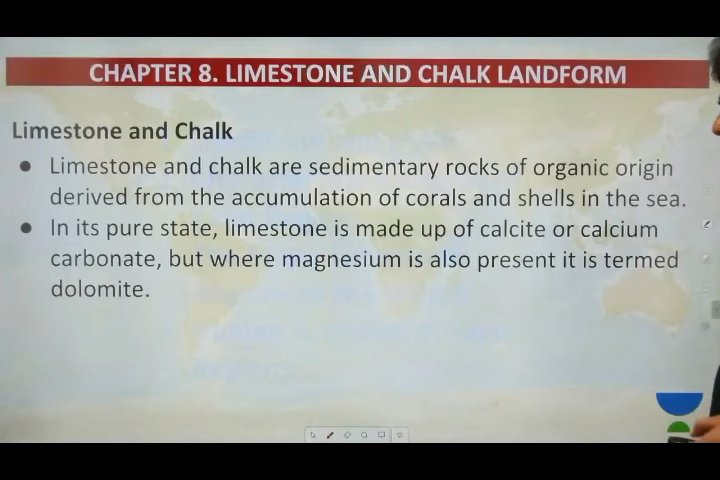 CHAPTER 8. LIMESTONE AND CHALK LANDFORM
Limestone and Chalk
● Limestone and chalk are sedimentary rocks of organic origin
derived from the accumulation of corals and shells in the sea.
● In its pure state, limestone is made up of calcite or calcium
carbonate, but where magnesium is also present it is termed
dolomite.